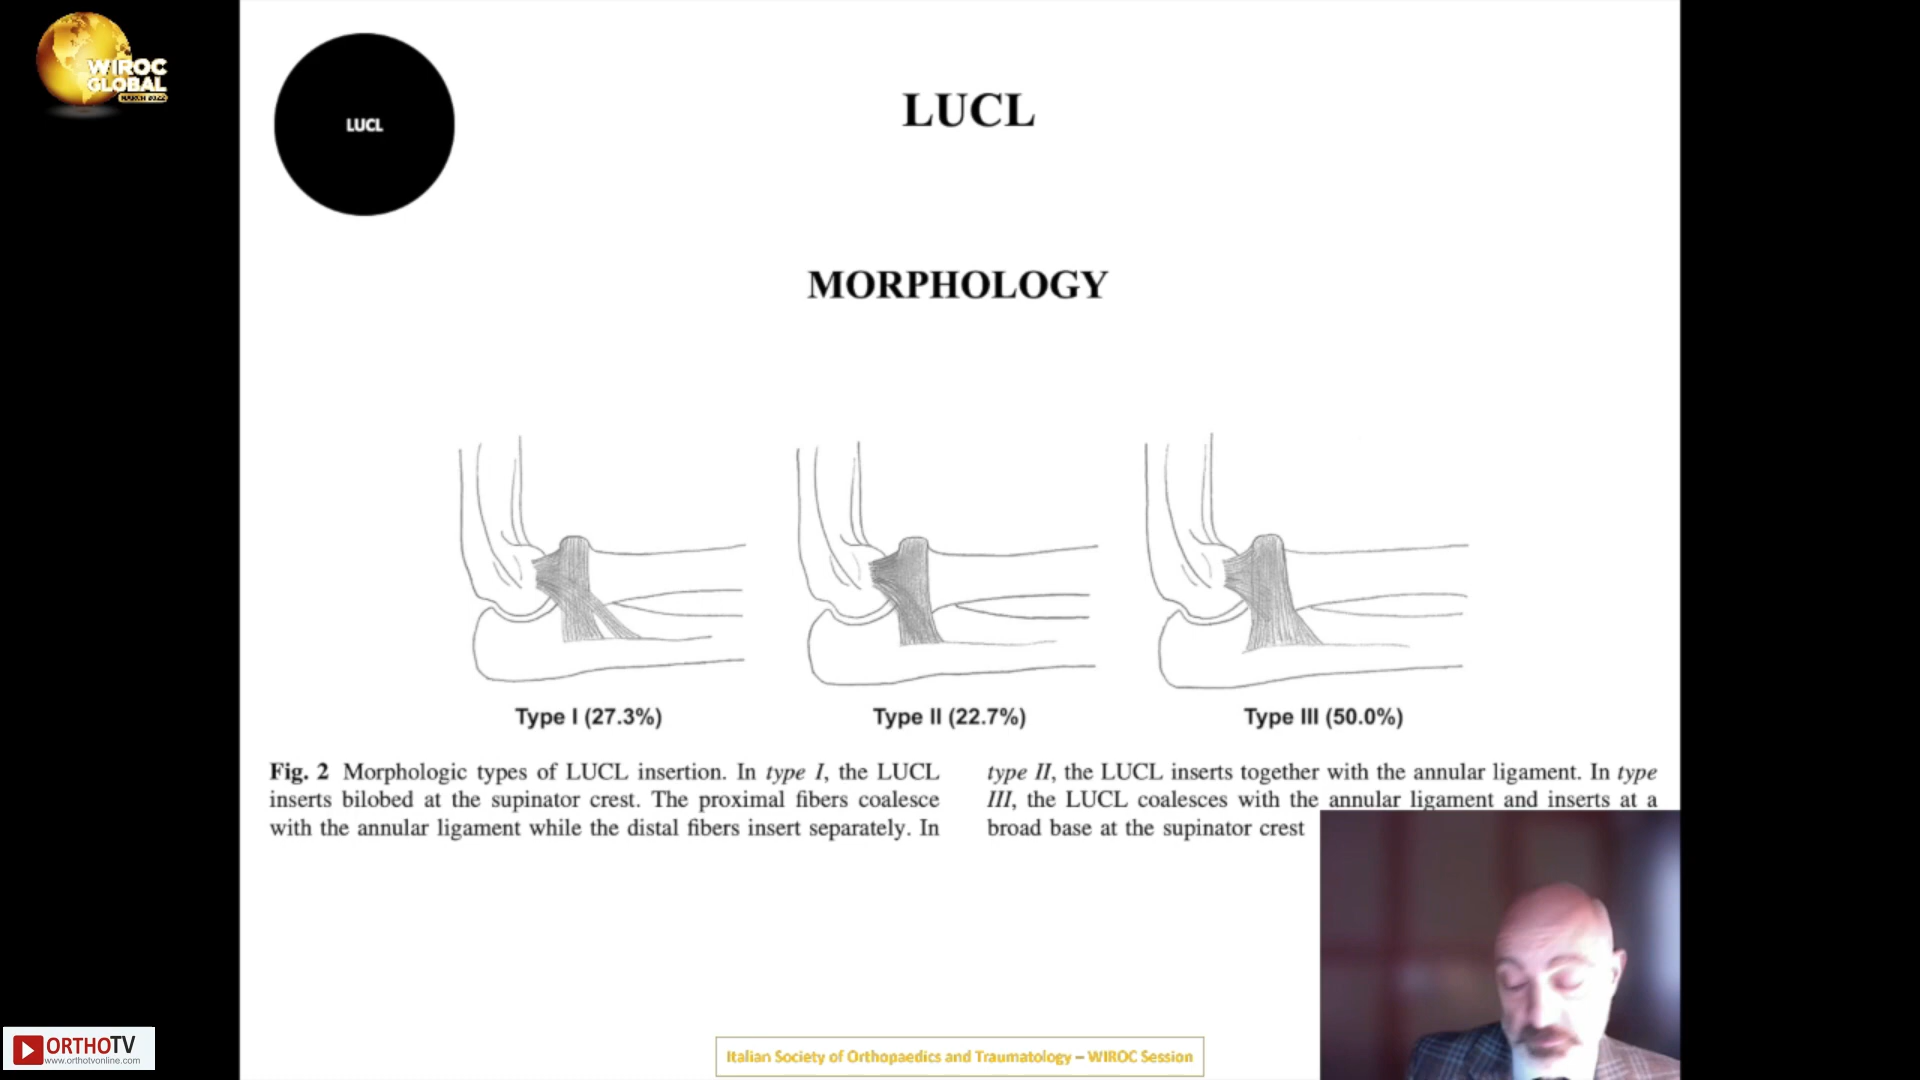 WIROC
GLOBAL
MARCH 2022
LUCL
LUCL
MORPHOLOGY
Type I (27.3%)
Type II (22.7%)
Type III (50.0%)
Fig. 2 Morphologic types of LUCL insertion. In type I, the LUCL
inserts bilobed at the supinator crest. The proximal fibers coalesce
with the annular ligament while the distal fibers insert separately. In
type II, the LUCL inserts together with the annular ligament. In type
III, the LUCL coalesces with the annular ligament and inserts at a
broad base at the supinator crest
ORTHOTV
www.orthotvonline.com
Italian Society of Orthopaedics and Traumatology – WIROC Session